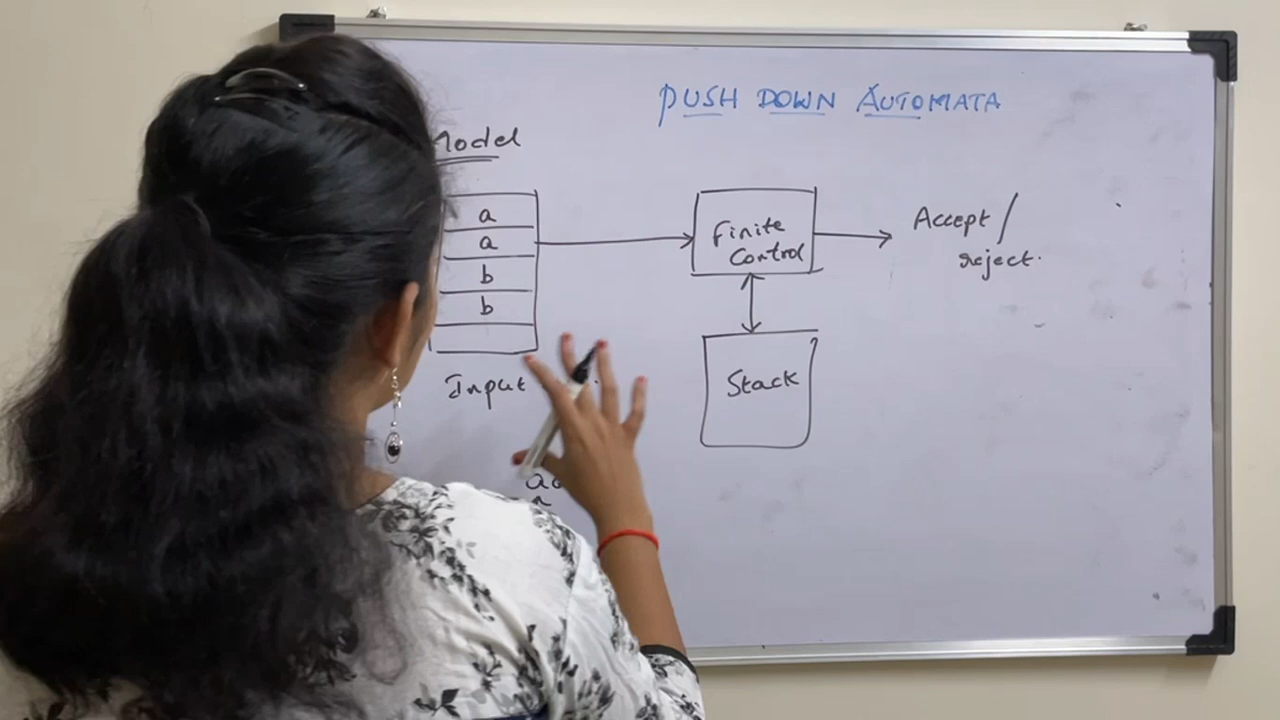 PUSH DOWN AUTOMATA
Model
a
a
b
b
Input
Finite
Control
Accept /
reject.
Stack